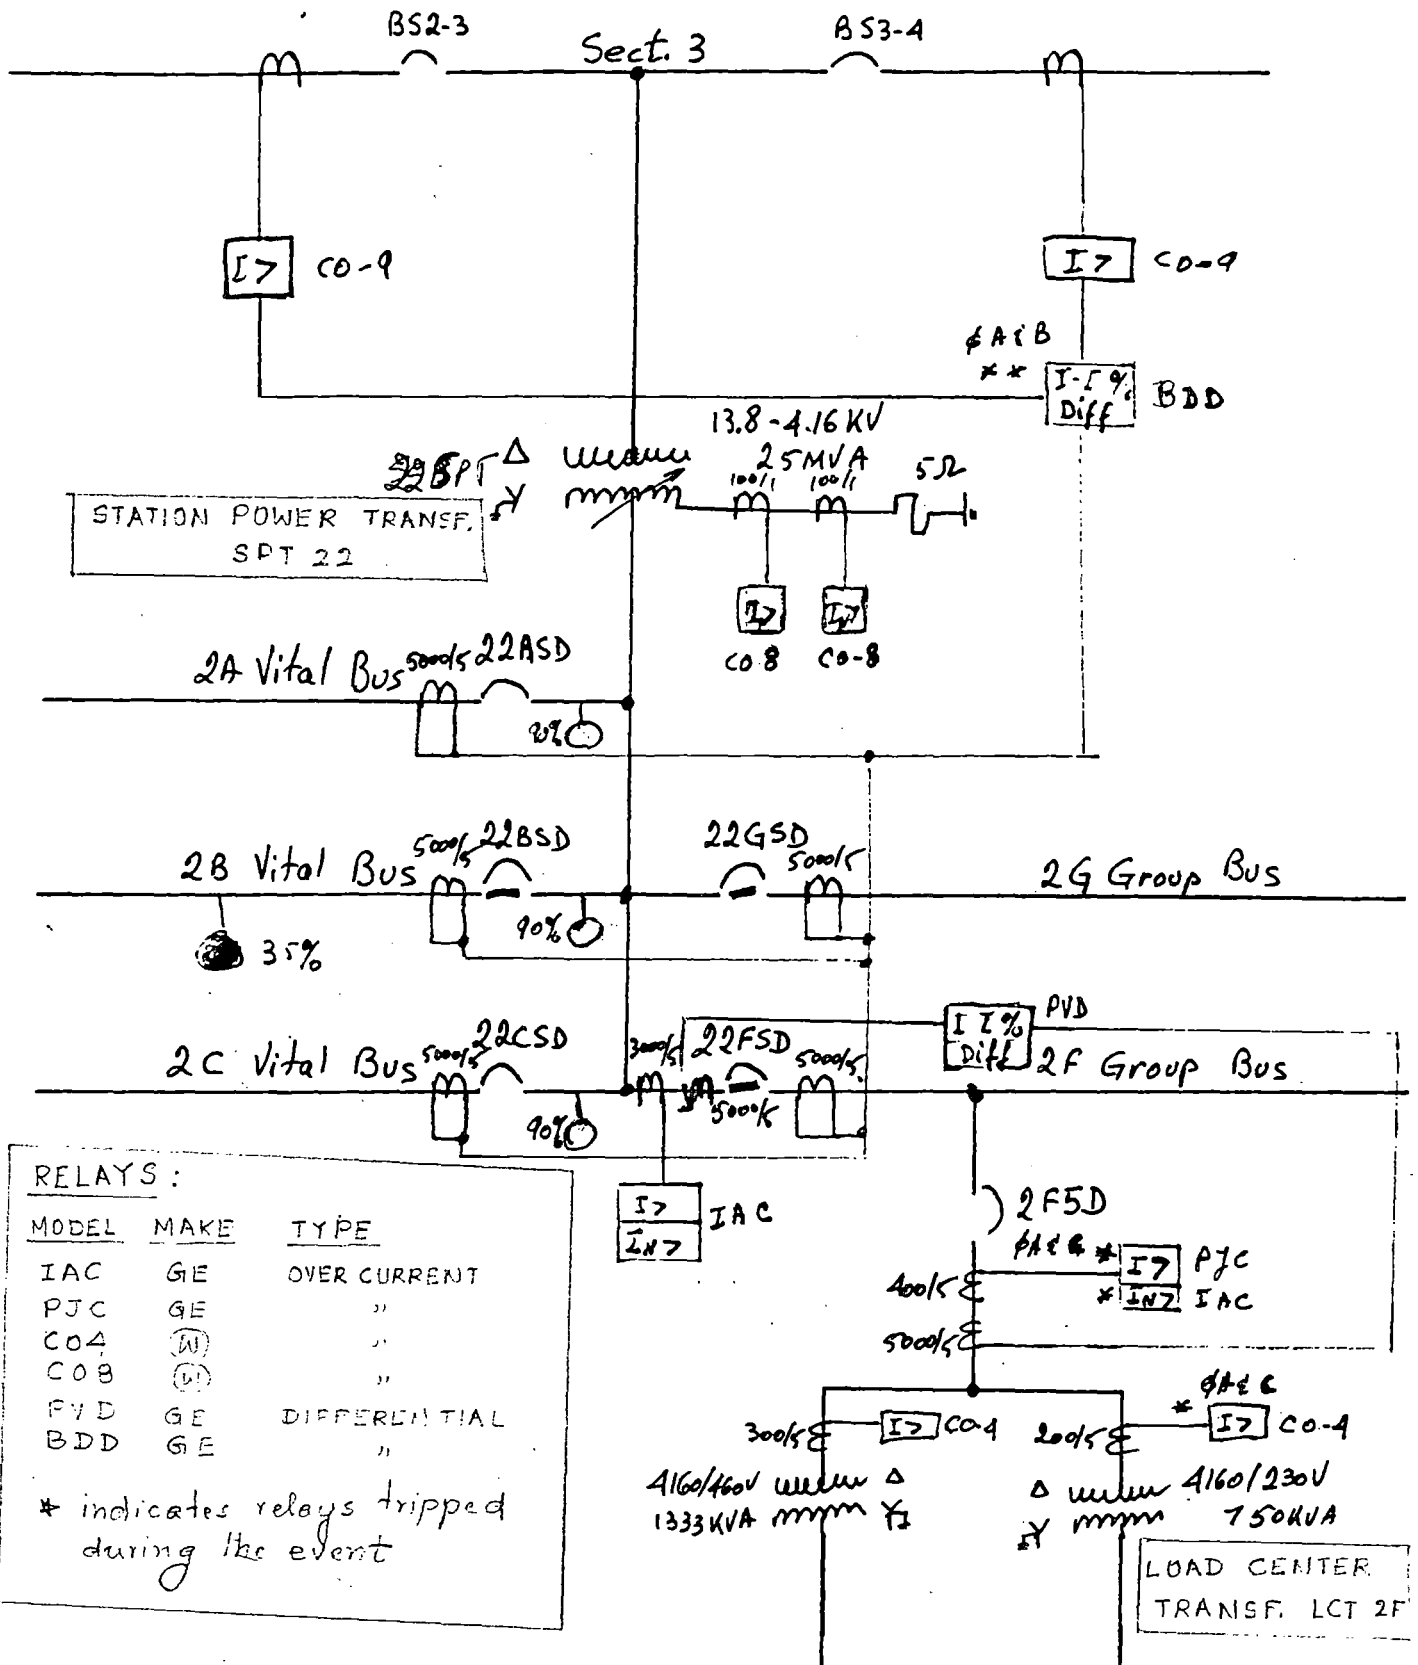 BS2-3
Sect. 3
BS3-4
I> CO-9
I> CO-9
φA&B
* *
I-I%
Diff
BDD
13.8-4.16KV
25MVA
Δ
100/1 100/1
5Ω
Y
STATION POWER TRANSF.
SPT 22
I> I>
CO-8 CO-8
2A Vital Bus 5000/5 22ASD
2B Vital Bus 5000/5 22BSD
90%
35%
22GSD
5000/5
2G Group Bus
2C Vital Bus 5000/5 22CSD
90%
3000/5
22FSD
5000/5
5000/5
I I%
Diff
PVD
2F Group Bus
I>
IN>
IAC
2F5D
* I> PJC
* IN> IAC
400/5
5000/5
300/5 I> CO-4
200/5 * I> CO-4
4160/460V Δ
1333KVA Y
Δ 4160/230V
Y 750KVA
LOAD CENTER
TRANSF. LCT 2F
RELAYS:
MODEL MAKE TYPE
IAC GE OVER CURRENT
PJC GE "
CO4 W "
CO8 W "
PVD GE DIFFERENTIAL
BDD GE "
* indicates relays tripped
during the event